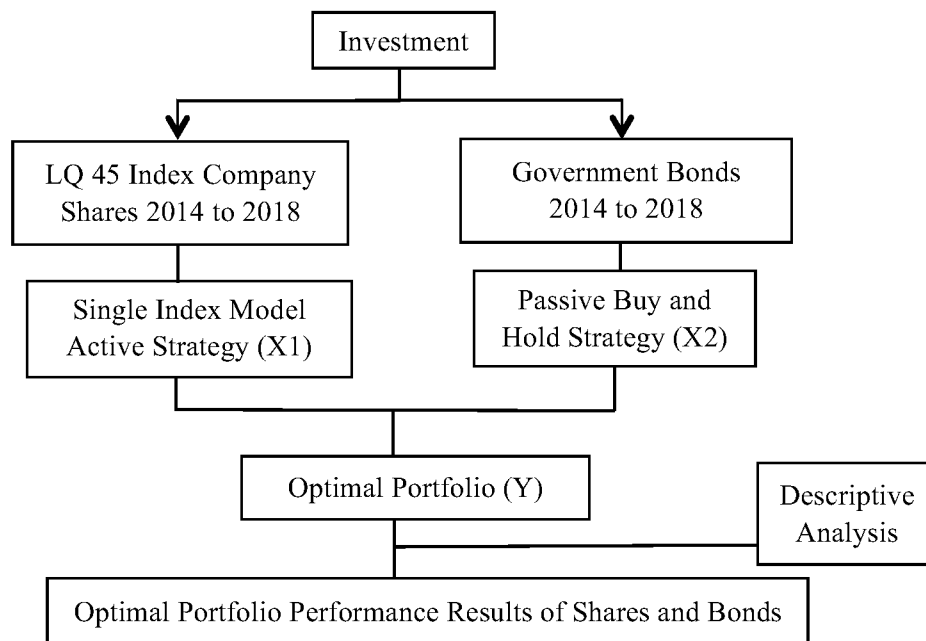 Investment
LQ 45 Index Company
Shares 2014 to 2018
Government Bonds
2014 to 2018
Single Index Model
Active Strategy (X1)
Passive Buy and
Hold Strategy (X2)
Optimal Portfolio (Y)
Descriptive
Analysis
Optimal Portfolio Performance Results of Shares and Bonds